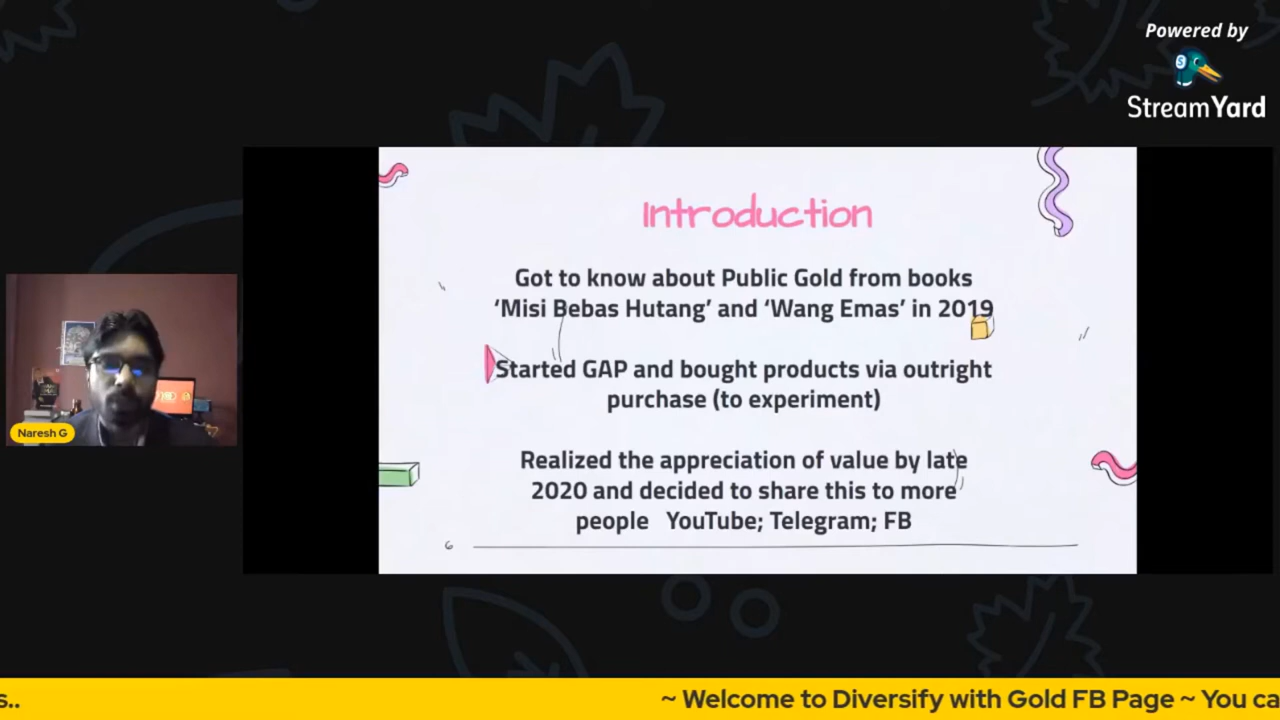 Powered by
StreamYard
Introduction
Got to know about Public Gold from books
‘Misi Bebas Hutang’ and ‘Wang Emas’ in 2019
Started GAP and bought products via outright
purchase (to experiment)
Realized the appreciation of value by late
2020 and decided to share this to more
people YouTube; Telegram; FB
6
Naresh G
s.. ~ Welcome to Diversify with Gold FB Page ~ You ca